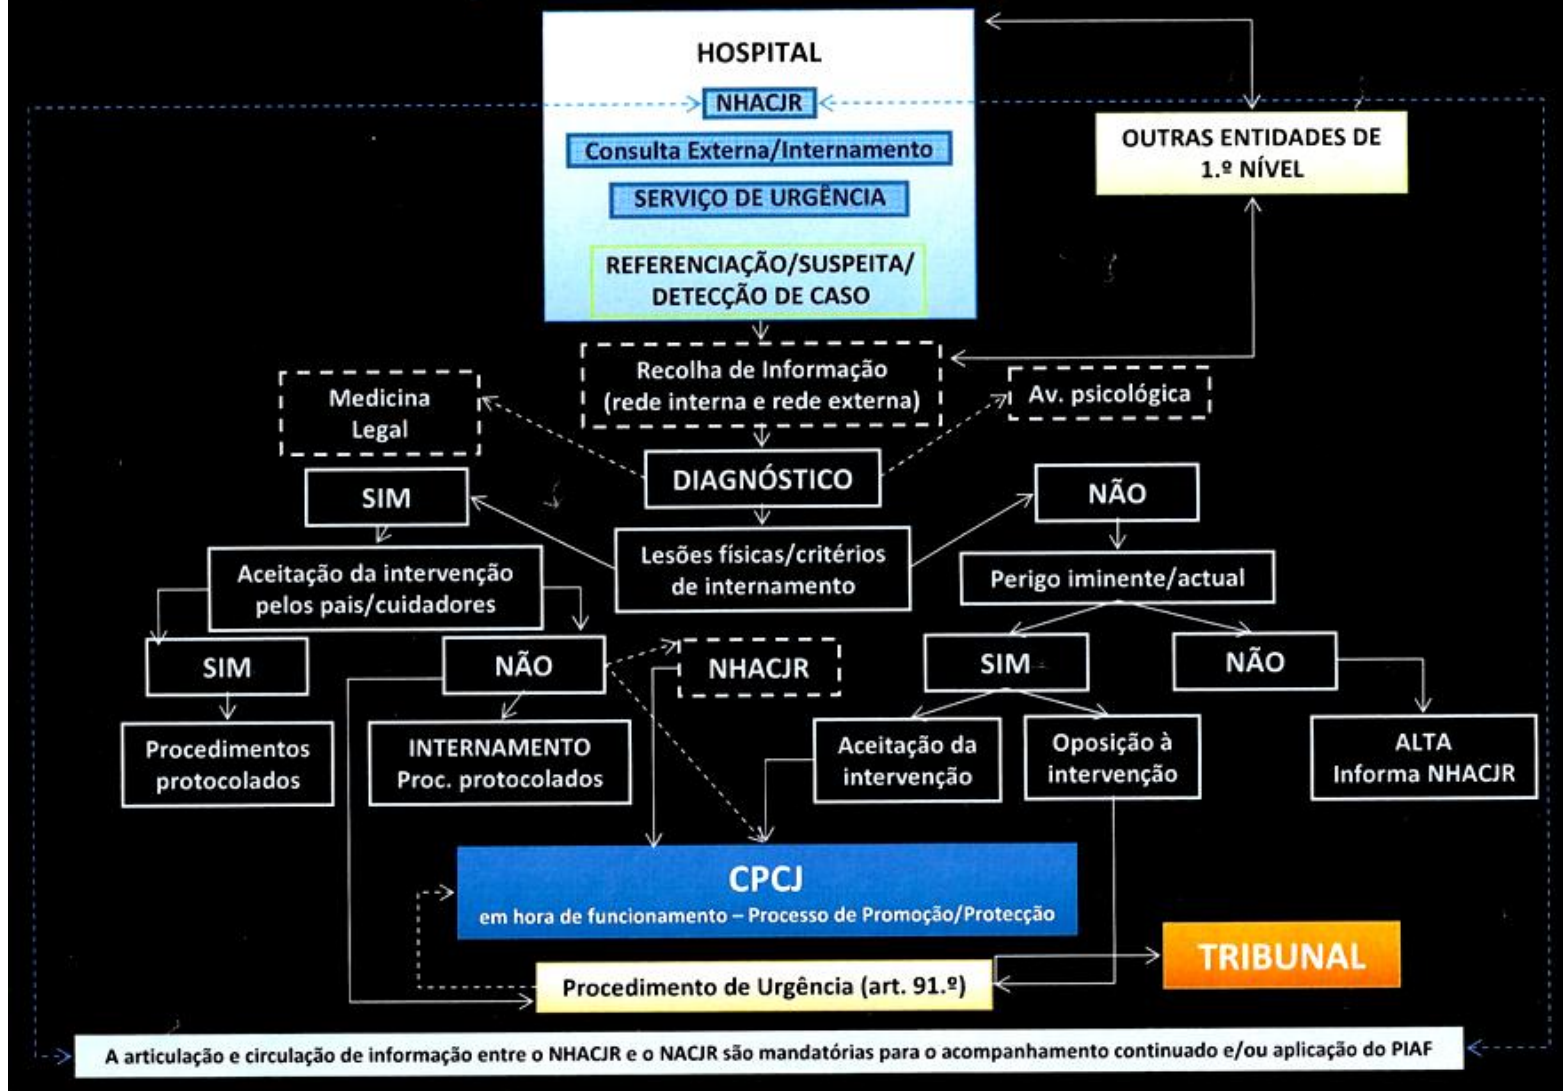 HOSPITAL
NHACJR
Consulta Externa/Internamento
SERVIÇO DE URGÊNCIA
REFERENCIAÇÃO/SUSPEITA/
DETECÇÃO DE CASO
OUTRAS ENTIDADES DE
1.º NÍVEL
Recolha de Informação
(rede interna e rede externa)
Medicina
Legal
Av. psicológica
DIAGNÓSTICO
SIM
NÃO
Lesões físicas/critérios
de internamento
Aceitação da intervenção
pelos pais/cuidadores
Perigo iminente/actual
SIM
NÃO
NHACJR
SIM
NÃO
Procedimentos
protocolados
INTERNAMENTO
Proc. protocolados
Aceitação da
intervenção
Oposição à
intervenção
ALTA
Informa NHACJR
CPCJ
em hora de funcionamento – Processo de Promoção/Protecção
TRIBUNAL
Procedimento de Urgência (art. 91.º)
A articulação e circulação de informação entre o NHACJR e o NACJR são mandatórias para o acompanhamento continuado e/ou aplicação do PIAF